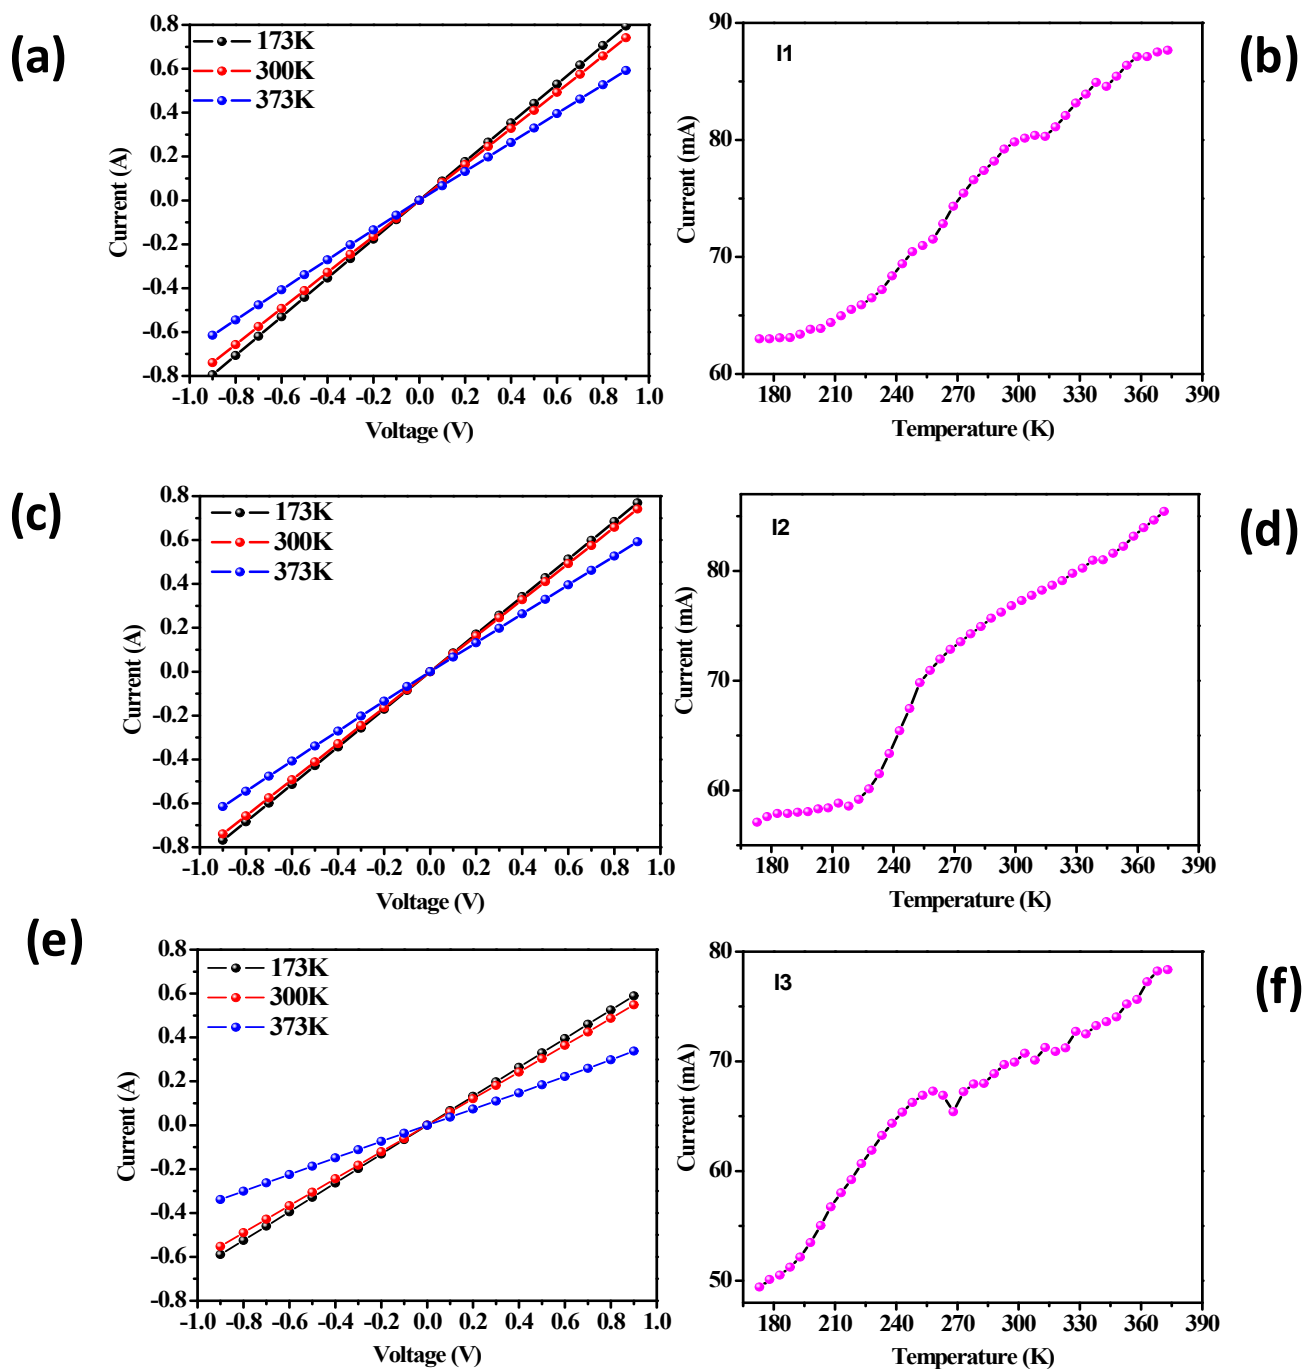 (a)
173K
300K
373K
0.8
0.6
0.4
0.2
0.0
-0.2
-0.4
-0.6
-0.8
Current (A)
-1.0 -0.8 -0.6 -0.4 -0.2 0.0 0.2 0.4 0.6 0.8 1.0
Voltage (V)
(b)
I1
90
80
70
60
Current (mA)
180 210 240 270 300 330 360 390
Temperature (K)
(c)
173K
300K
373K
0.8
0.6
0.4
0.2
0.0
-0.2
-0.4
-0.6
-0.8
Current (A)
-1.0 -0.8 -0.6 -0.4 -0.2 0.0 0.2 0.4 0.6 0.8 1.0
Voltage (V)
(d)
I2
80
70
60
Current (mA)
180 210 240 270 300 330 360 390
Temperature (K)
(e)
173K
300K
373K
0.8
0.6
0.4
0.2
0.0
-0.2
-0.4
-0.6
-0.8
Current (A)
-1.0 -0.8 -0.6 -0.4 -0.2 0.0 0.2 0.4 0.6 0.8 1.0
Voltage (V)
(f)
I3
80
70
60
50
Current (mA)
180 210 240 270 300 330 360 390
Temperature (K)